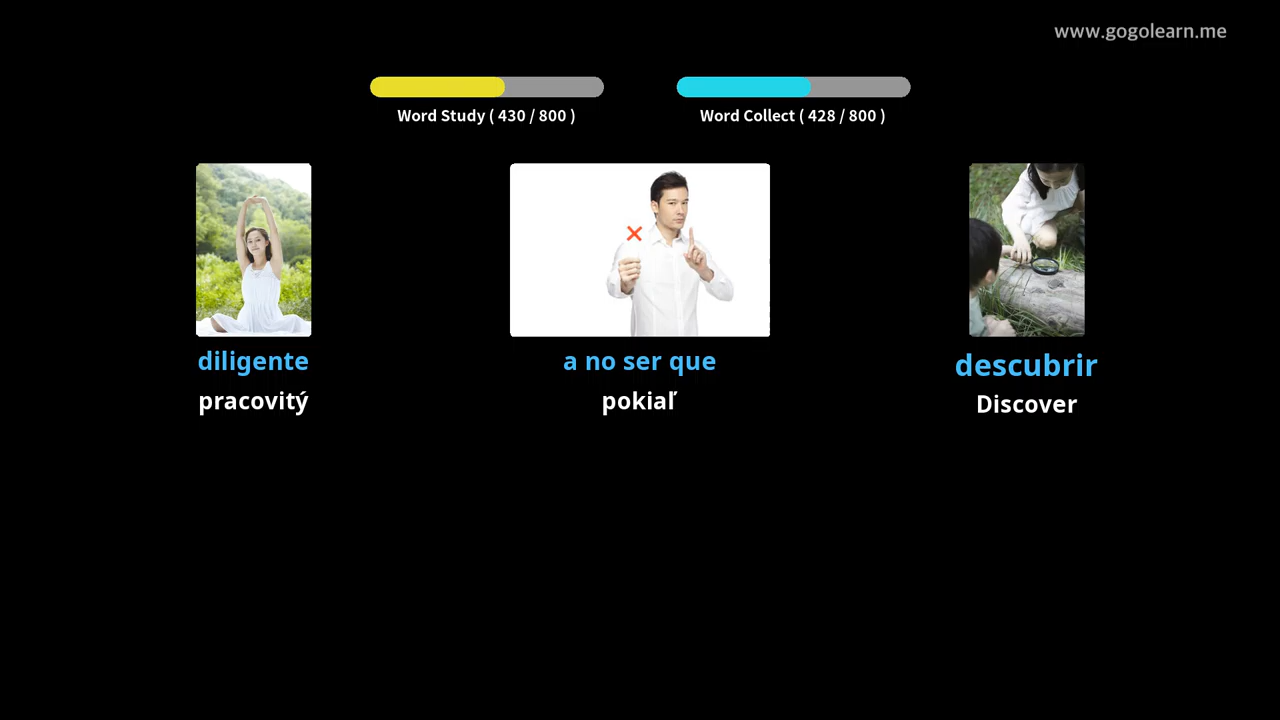 www.gogolearn.me
Word Study ( 430 / 800 )
Word Collect ( 428 / 800 )
diligente
pracovitý
a no ser que
pokiaľ
descubrir
Discover